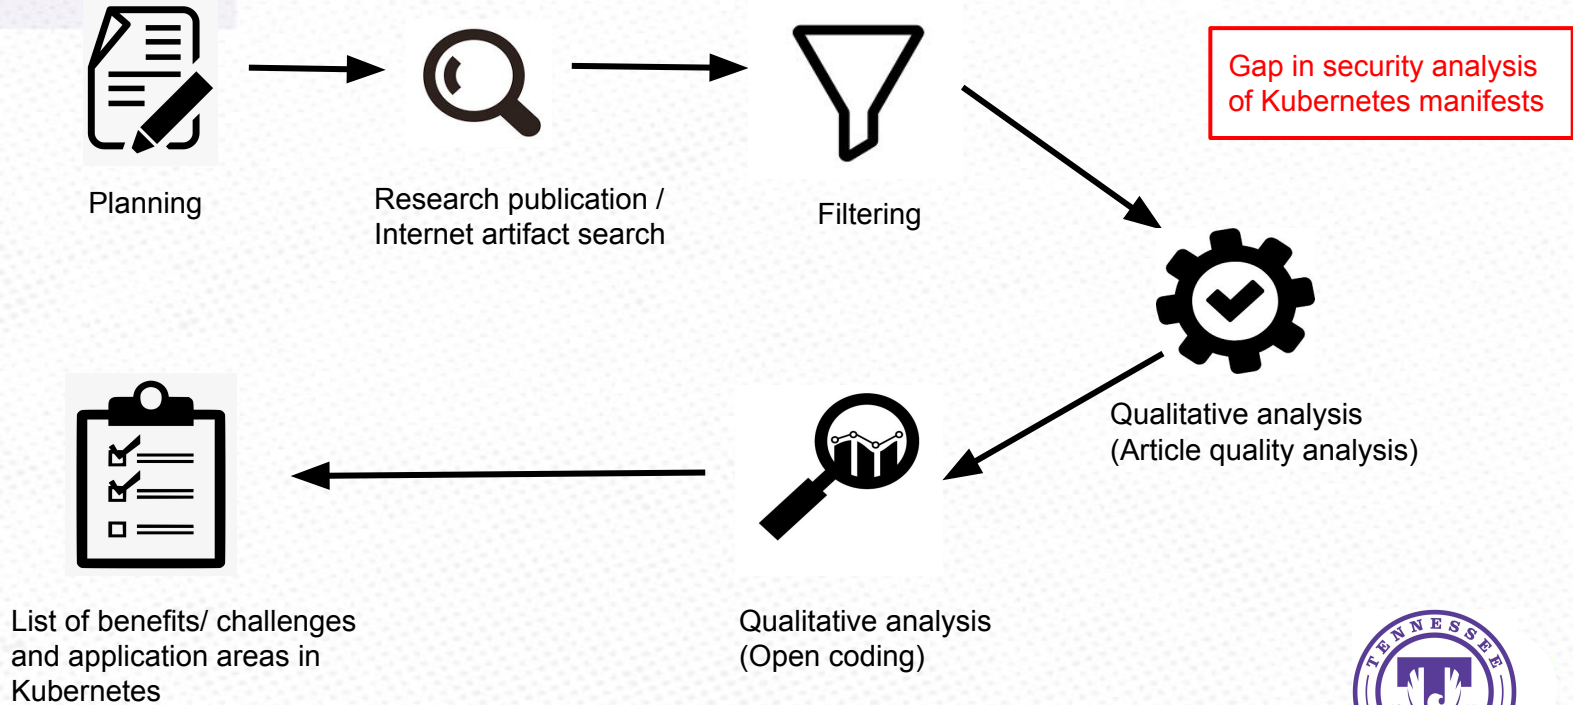 Gap in security analysis
of Kubernetes manifests
Planning
Research publication /
Internet artifact search
Filtering
Qualitative analysis
(Article quality analysis)
List of benefits/ challenges
and application areas in
Kubernetes
Qualitative analysis
(Open coding)
TENNESSEE